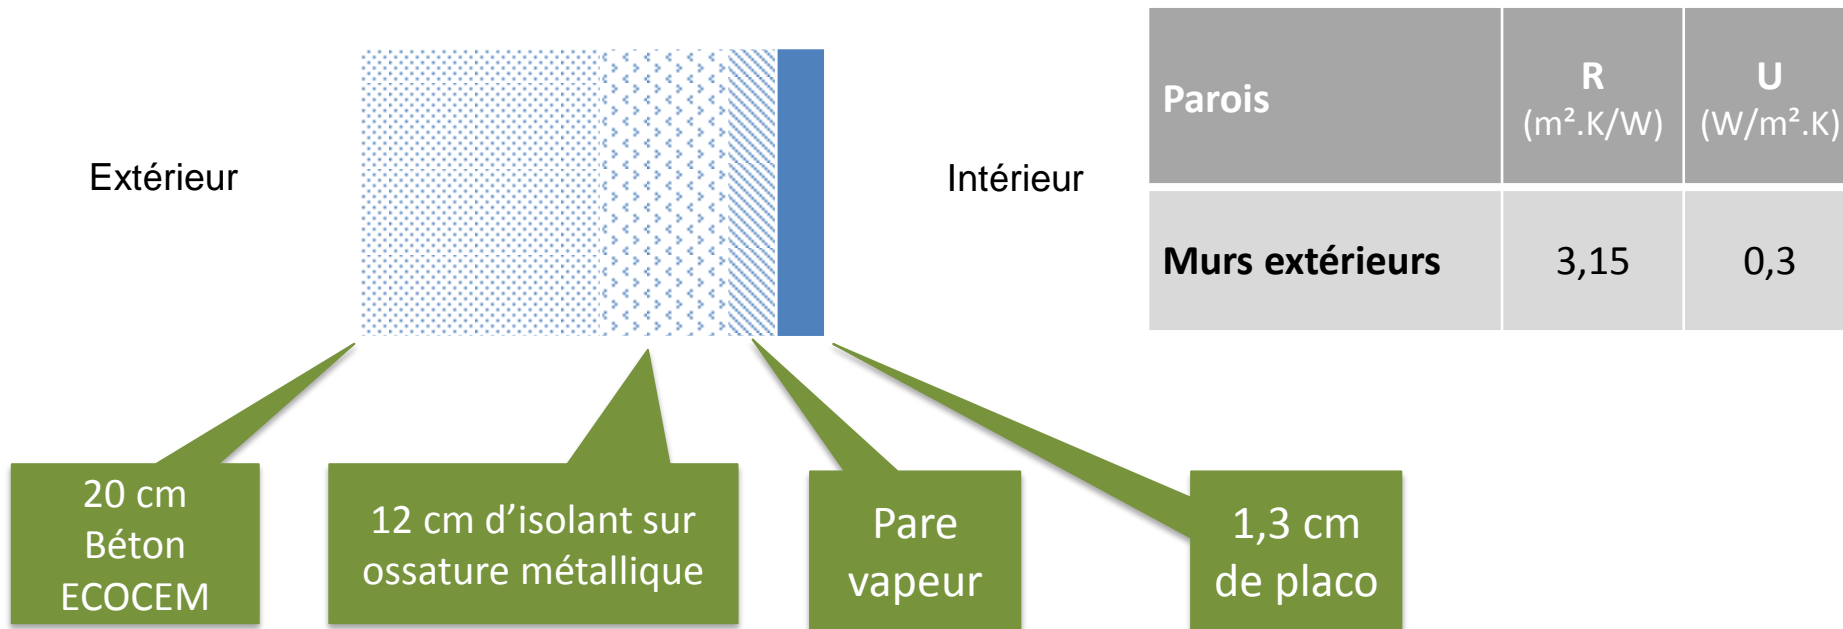 Extérieur
Intérieur
Parois
R
(m².K/W)
U
(W/m².K)
Murs extérieurs
3,15
0,3
20 cm
Béton
ECOCEM
12 cm d’isolant sur
ossature métallique
Pare
vapeur
1,3 cm
de placo